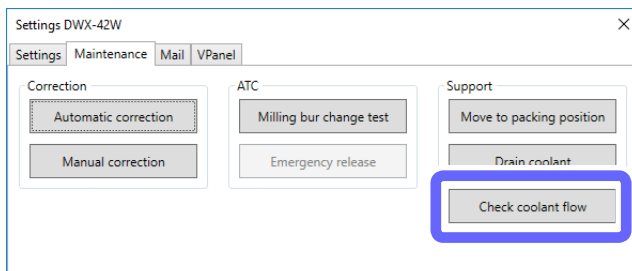 Settings DWX-42W
Settings Maintenance Mail VPanel
Correction
Automatic correction
Manual correction
ATC
Milling bur change test
Emergency release
Support
Move to packing position
Drain coolant
Check coolant flow